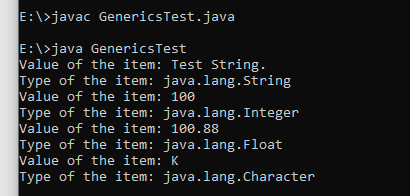 E:\>javac GenericsTest.java
E:\>java GenericsTest
Value of the item: Test String.
Type of the item: java.lang.String
Value of the item: 100
Type of the item: java.lang.Integer
Value of the item: 100.88
Type of the item: java.lang.Float
Value of the item: K
Type of the item: java.lang.Character